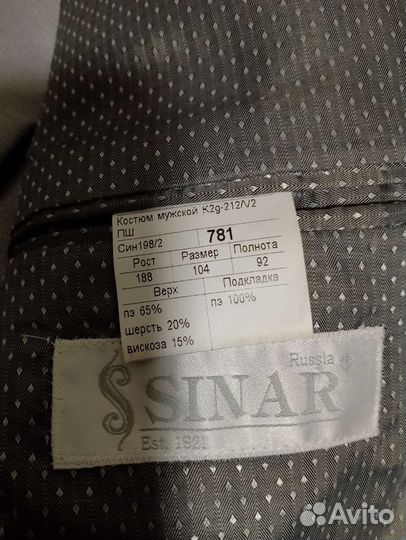 Костюм мужской K2g-212/V2
ПШ
Син198/2 781
Рост Размер Полнота
188 104 92
Верх Подкладка
пэ 65% пэ 100%
шерсть 20%
вискоза 15%
Russia
SINAR
Est. 1921
Avito